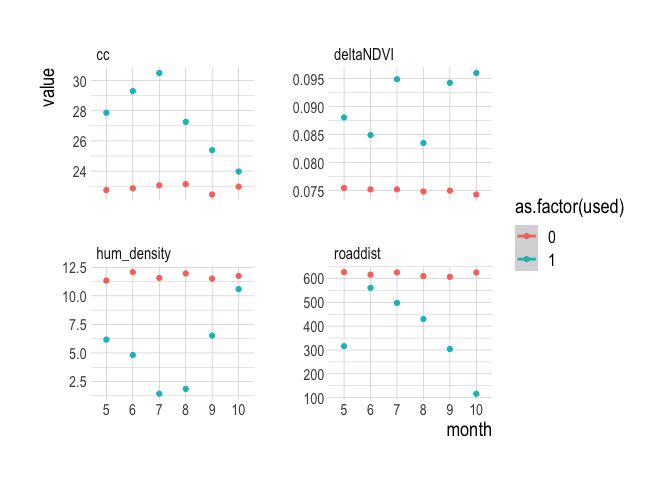 cc
deltaNDVI
value
30
28
26
24
0.095
0.090
0.085
0.080
0.075
as.factor(used)
0
1
hum_density
roaddist
12.5
10.0
7.5
5.0
2.5
600
500
400
300
200
100
5 6 7 8 9 10
5 6 7 8 9 10
month